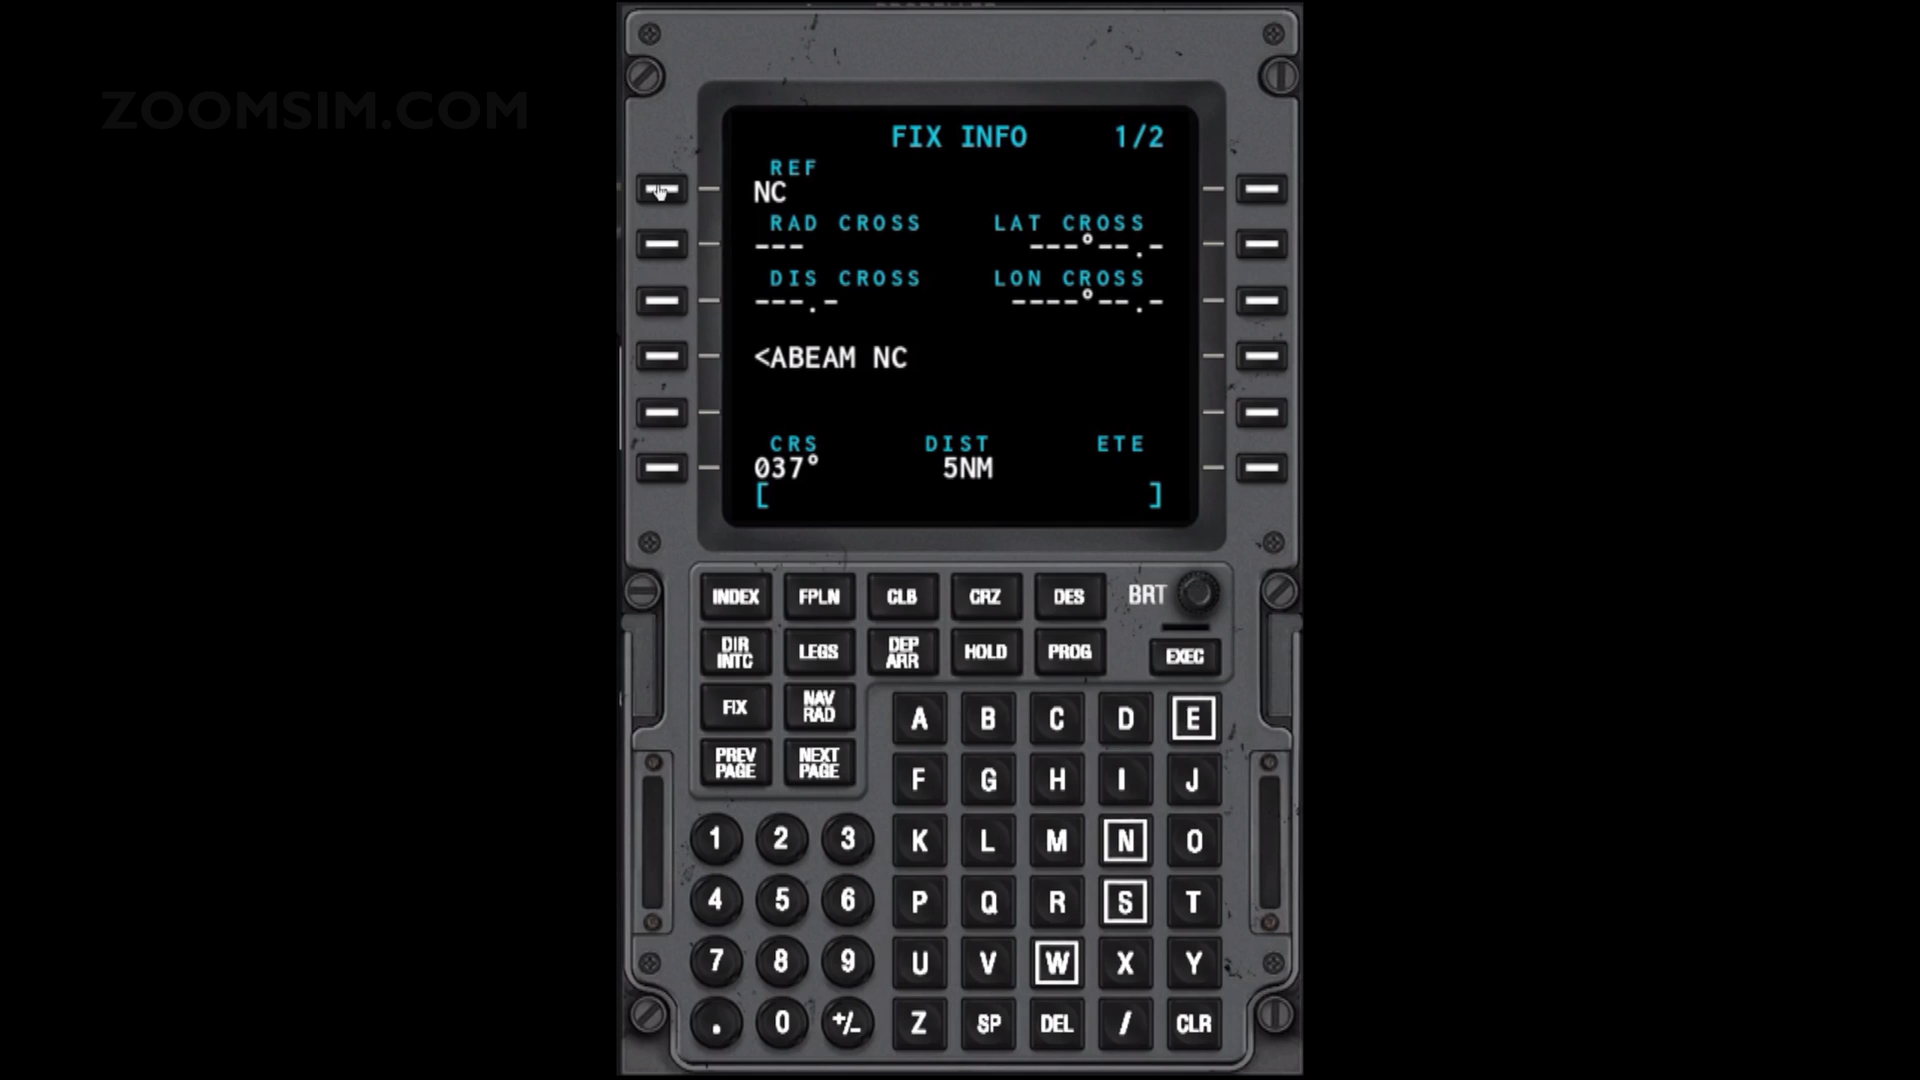 ZOOMSIM.COM
FIX INFO 1/2
REF
NC
RAD CROSS LAT CROSS
--- ---°--.-
DIS CROSS LON CROSS
---.- ----°--.-
<ABEAM NC
CRS DIST ETE
037° 5NM
[ ]
INDEX FPLN CLB CRZ DES BRT
DIR INTC LEGS DEP ARR HOLD PROG EXEC
FIX NAV RAD
PREV PAGE NEXT PAGE
A B C D E
F G H I J
1 2 3 K L M N O
4 5 6 P Q R S T
7 8 9 U V W X Y
. 0 +/- Z SP DEL / CLR